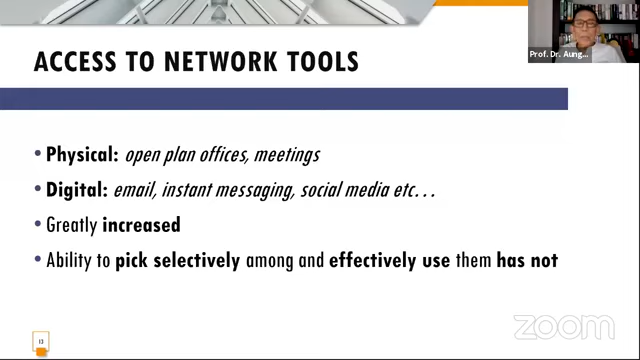 ACCESS TO NETWORK TOOLS
Prof. Dr. Aung...
• Physical: open plan offices, meetings
• Digital: email, instant messaging, social media etc...
• Greatly increased
• Ability to pick selectively among and effectively use them has not
13
zoom